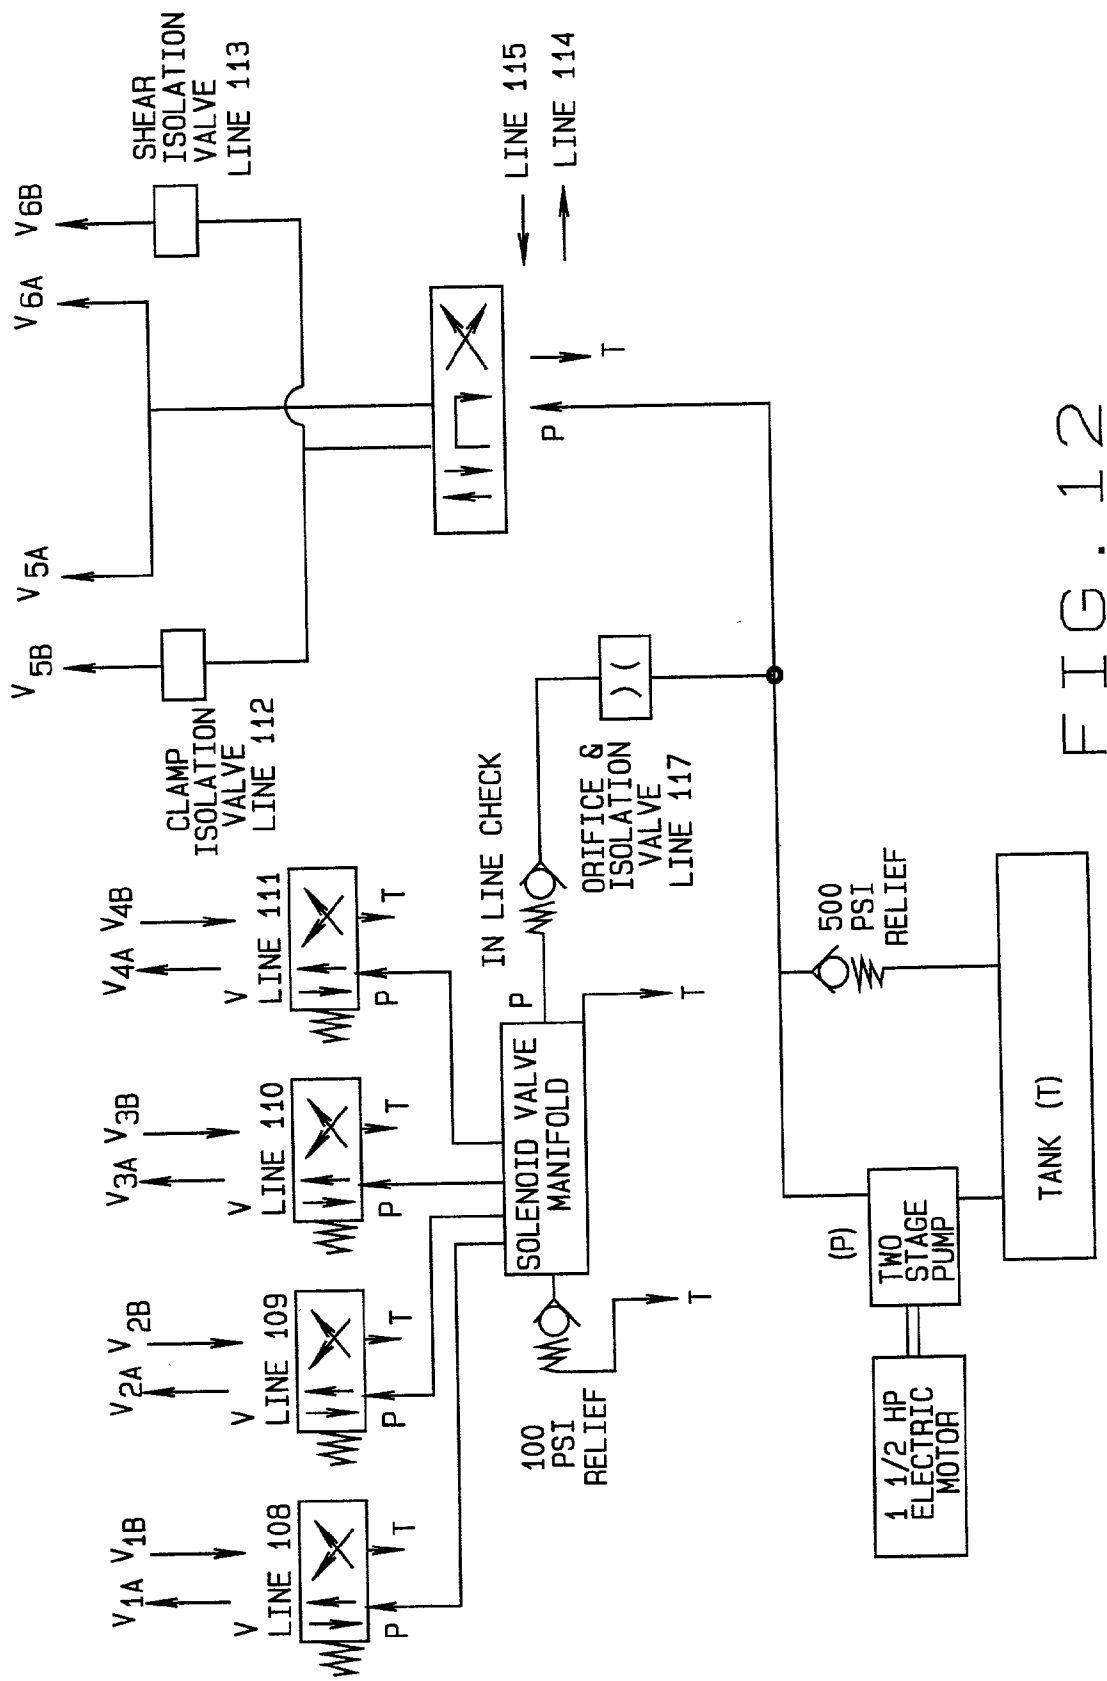 V1A
V1B
V
LINE 108
P
T
V2A
V2B
V
LINE 109
P
T
V3A
V3B
V
LINE 110
P
T
V4A
V4B
V
LINE 111
P
T
V5B
V5A
V6A
V6B
CLAMP
ISOLATION
VALVE
LINE 112
SHEAR
ISOLATION
VALVE
LINE 113
LINE 115
LINE 114
P
T
100
PSI
RELIEF
T
SOLENOID VALVE
MANIFOLD
P
T
IN LINE CHECK
ORIFICE &
ISOLATION
VALVE
LINE 117
1 1/2 HP
ELECTRIC
MOTOR
(P)
TWO
STAGE
PUMP
500
PSI
RELIEF
TANK (T)
FIG. 12